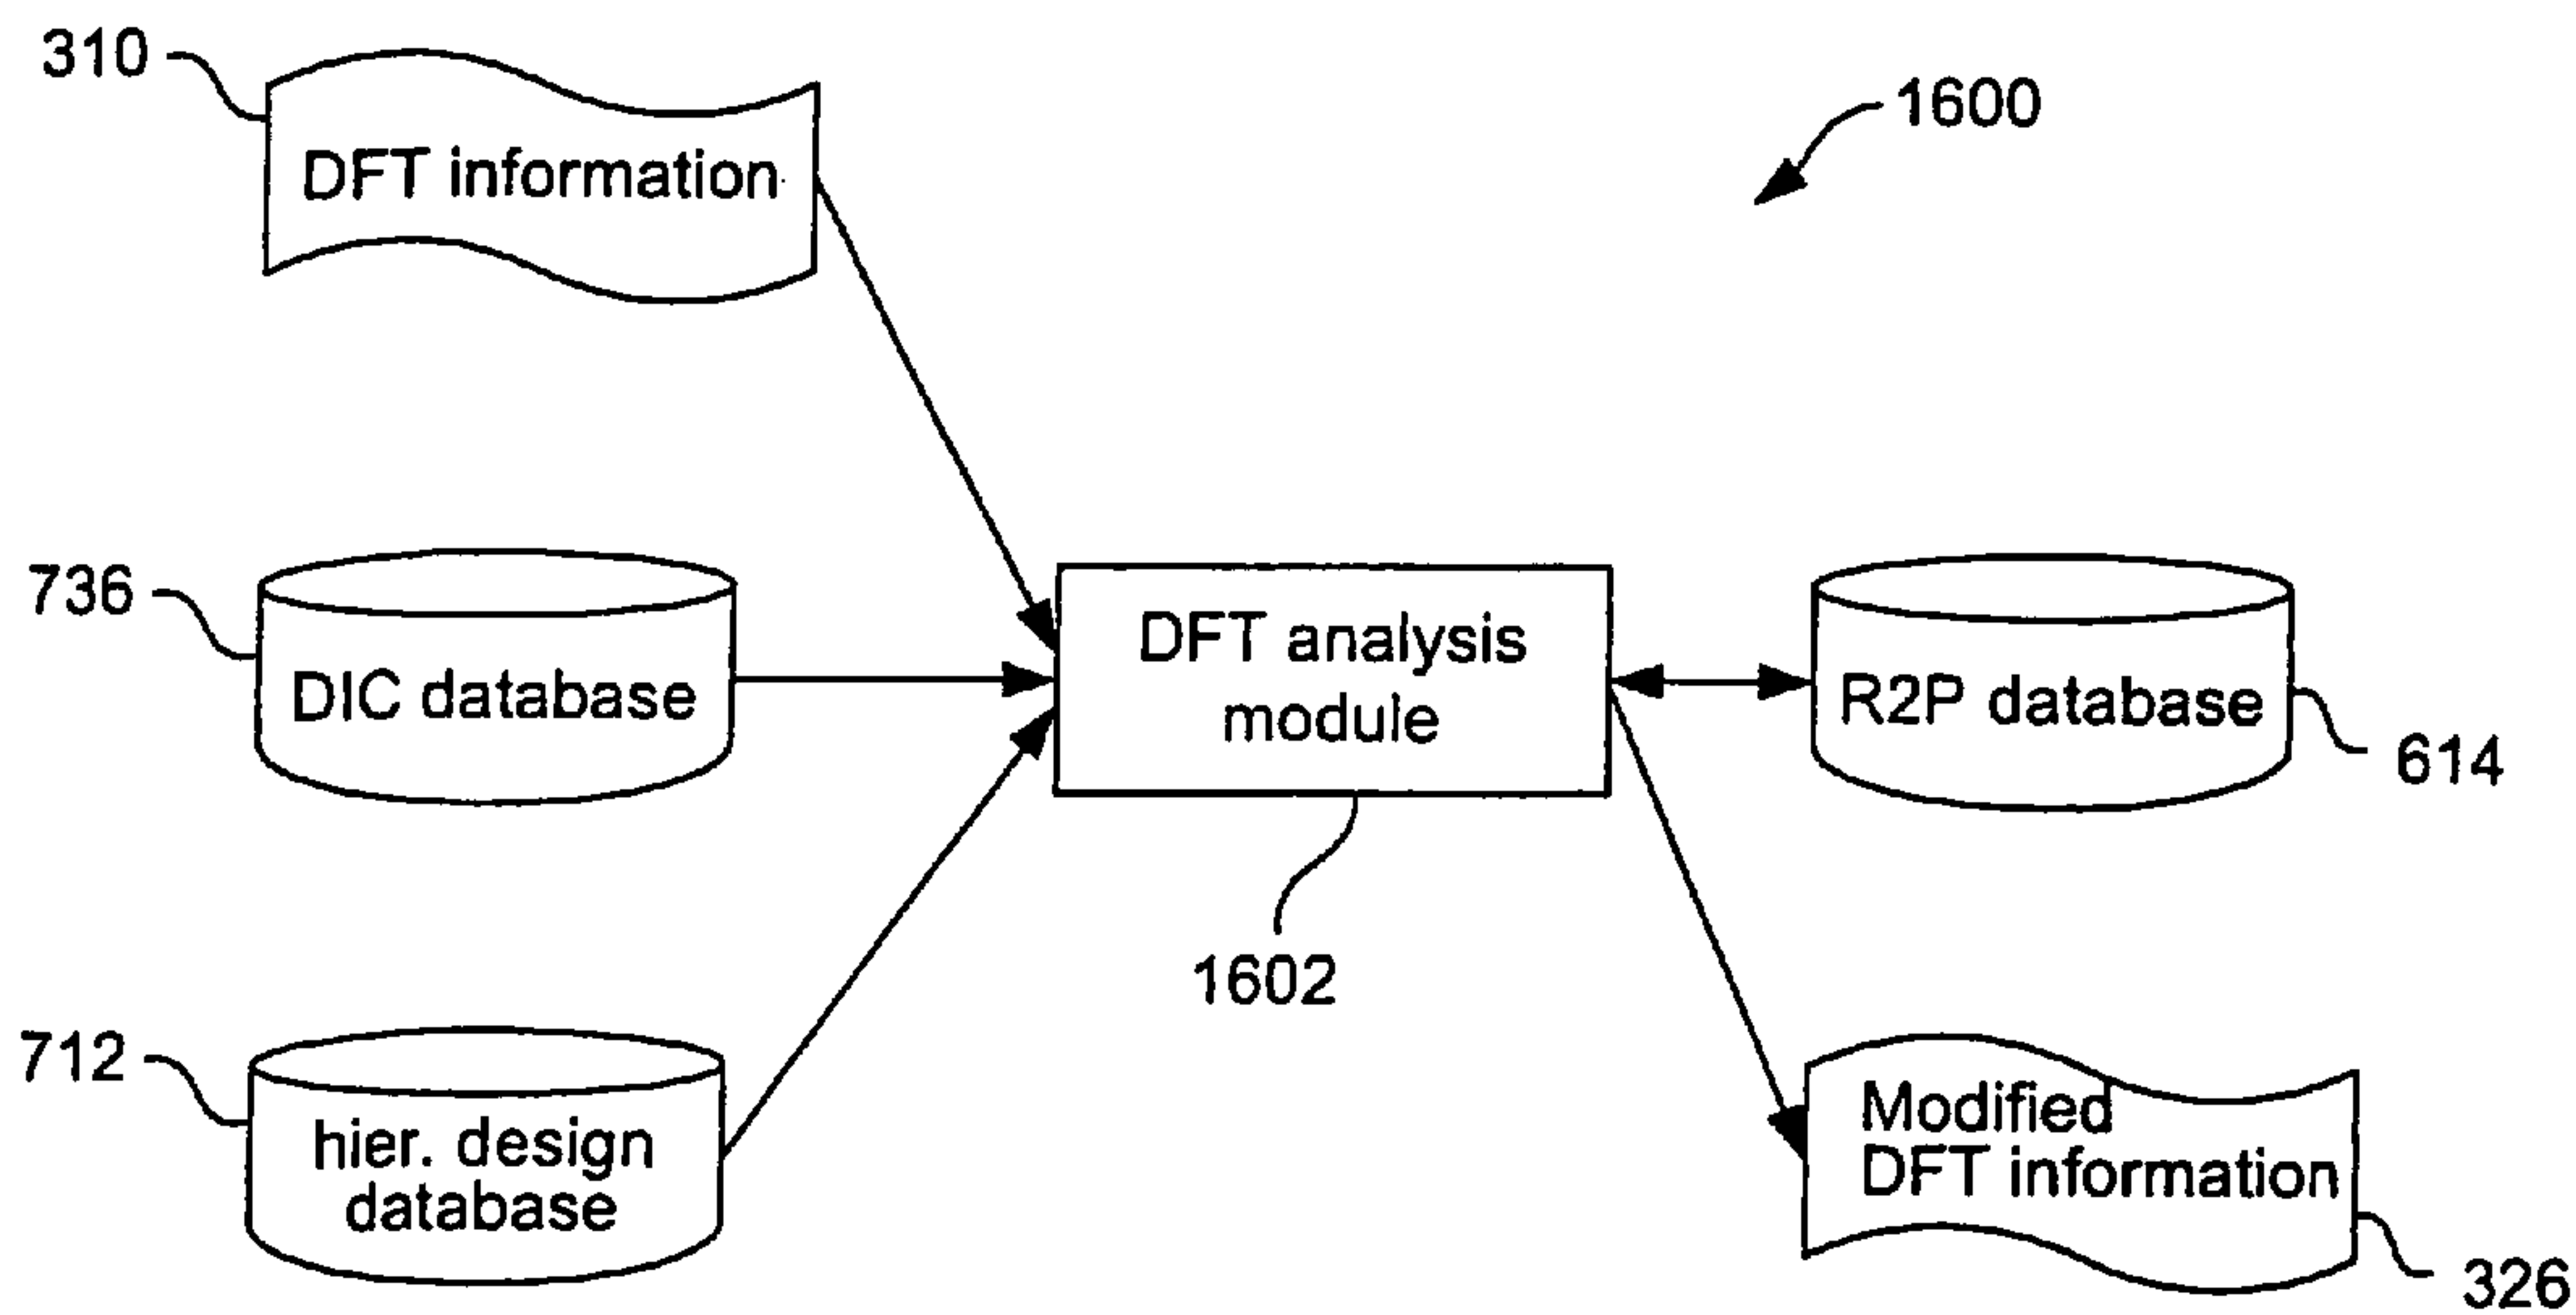 310
DFT information
1600
736
DIC database
DFT analysis
module
R2P database
614
1602
712
hier. design
database
Modified
DFT information
326